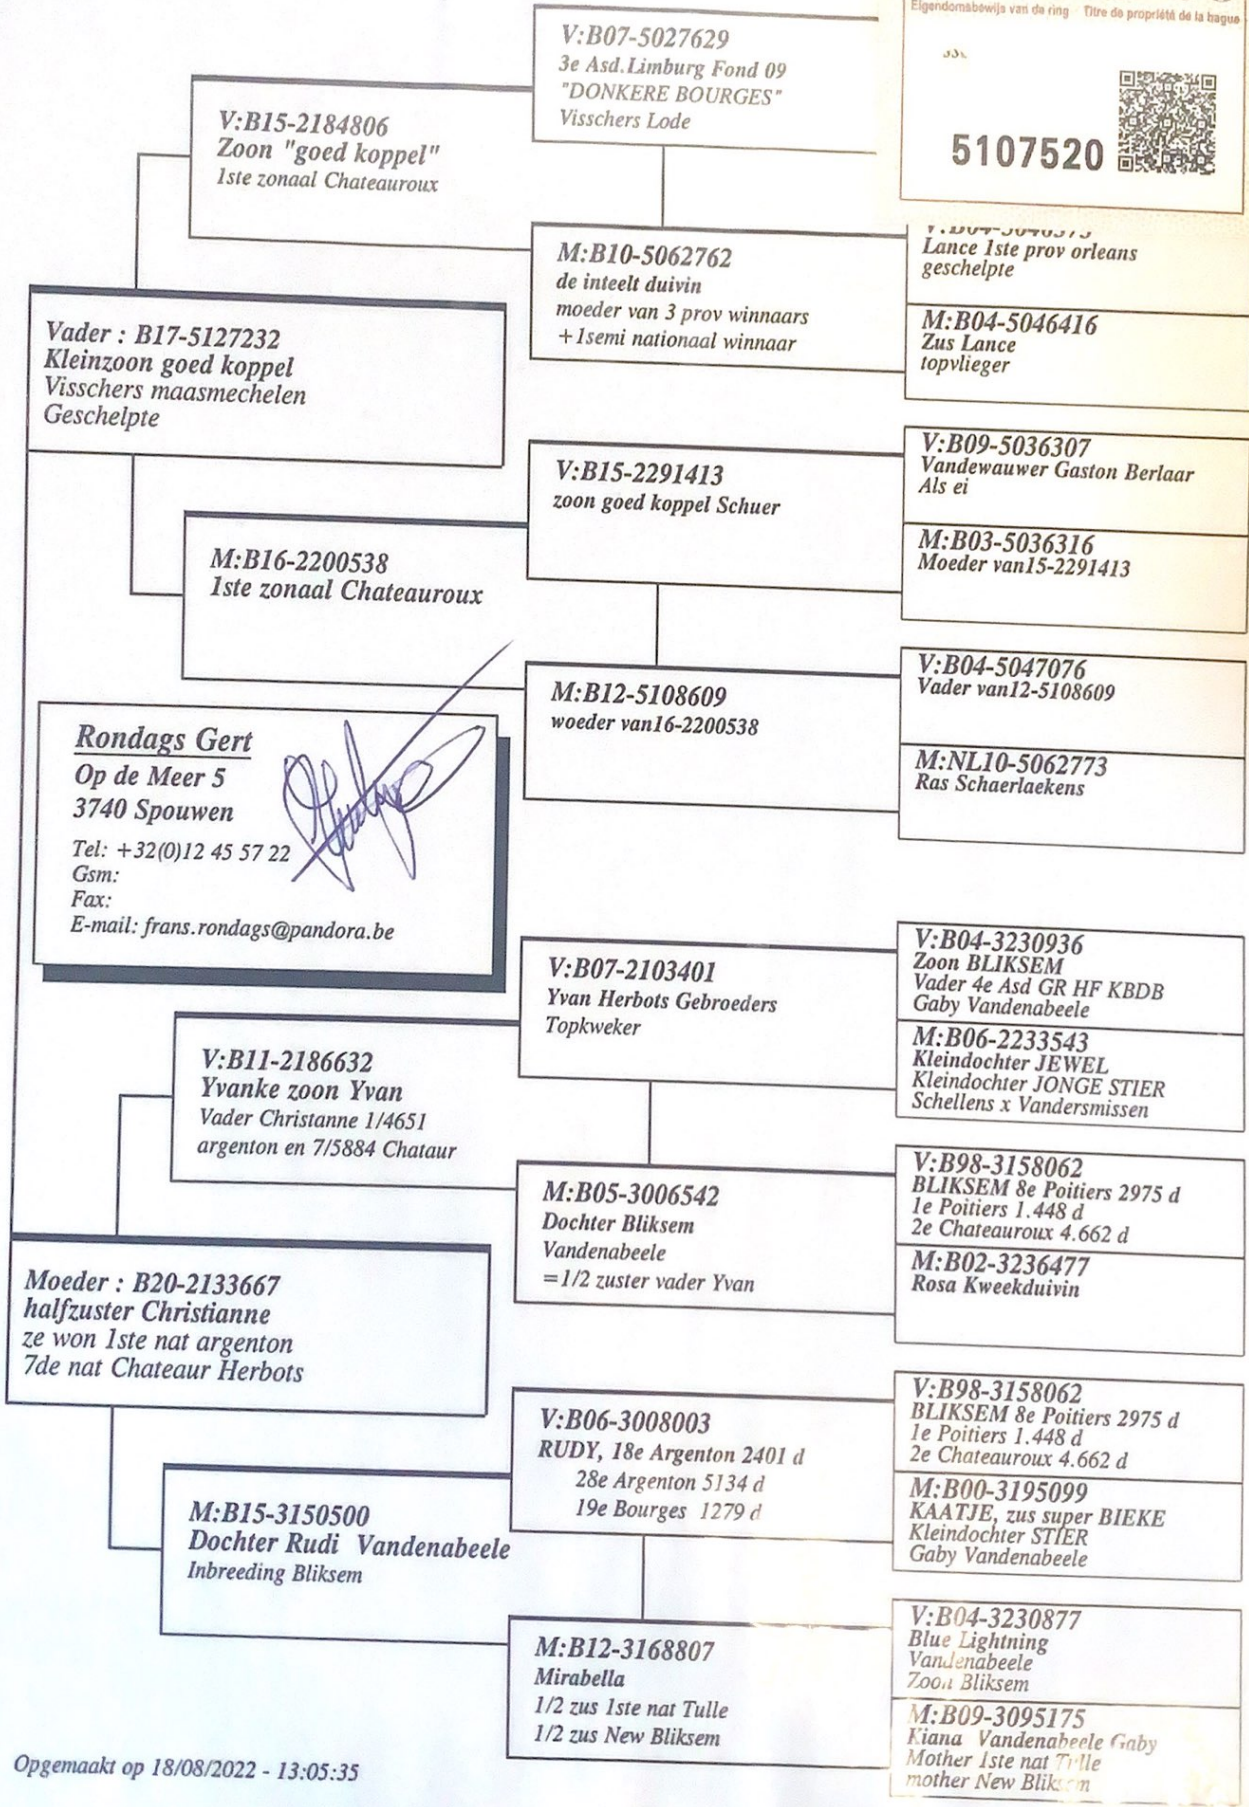 Eigendomsbewijs van de ring Titre de propriété de la bague
5107520
V:B07-5027629
3e Asd.Limburg Fond 09
"DONKERE BOURGES"
Visschers Lode
V:B15-2184806
Zoon "goed koppel"
1ste zonaal Chateauroux
M:B10-5062762
de inteelt duivin
moeder van 3 prov winnaars
+1semi nationaal winnaar
Lance 1ste prov orleans
geschelpte
M:B04-5046416
Zus Lance
topvlieger
Vader : B17-5127232
Kleinzoon goed koppel
Visschers maasmechelen
Geschelpte
V:B15-2291413
zoon goed koppel Schuer
V:B09-5036307
Vandewauwer Gaston Berlaar
Als ei
M:B03-5036316
Moeder van15-2291413
M:B16-2200538
1ste zonaal Chateauroux
M:B12-5108609
woeder van16-2200538
V:B04-5047076
Vader van12-5108609
M:NL10-5062773
Ras Schaerlaekens
Rondags Gert
Op de Meer 5
3740 Spouwen
Tel: +32(0)12 45 57 22
Gsm:
Fax:
E-mail: frans.rondags@pandora.be
V:B07-2103401
Yvan Herbots Gebroeders
Topkweker
V:B04-3230936
Zoon BLIKSEM
Vader 4e Asd GR HF KBDB
Gaby Vandenabeele
M:B06-2233543
Kleindochter JEWEL
Kleindochter JONGE STIER
Schellens x Vandersmissen
V:B11-2186632
Yvanke zoon Yvan
Vader Christanne 1/4651
argenton en 7/5884 Chataur
M:B05-3006542
Dochter Bliksem
Vandenabeele
=1/2 zuster vader Yvan
V:B98-3158062
BLIKSEM 8e Poitiers 2975 d
1e Poitiers 1.448 d
2e Chateauroux 4.662 d
M:B02-3236477
Rosa Kweekduivin
Moeder : B20-2133667
halfzuster Christianne
ze won 1ste nat argenton
7de nat Chateaur Herbots
V:B06-3008003
RUDY, 18e Argenton 2401 d
28e Argenton 5134 d
19e Bourges 1279 d
V:B98-3158062
BLIKSEM 8e Poitiers 2975 d
1e Poitiers 1.448 d
2e Chateauroux 4.662 d
M:B00-3195099
KAATJE, zus super BIEKE
Kleindochter STIER
Gaby Vandenabeele
M:B15-3150500
Dochter Rudi Vandenabeele
Inbreeding Bliksem
M:B12-3168807
Mirabella
1/2 zus 1ste nat Tulle
1/2 zus New Bliksem
V:B04-3230877
Blue Lightning
Vandenabeele
Zoon Bliksem
M:B09-3095175
Kiana Vandenabeele Gaby
Mother 1ste nat Tulle
mother New Bliksem
Opgemaakt op 18/08/2022 - 13:05:35